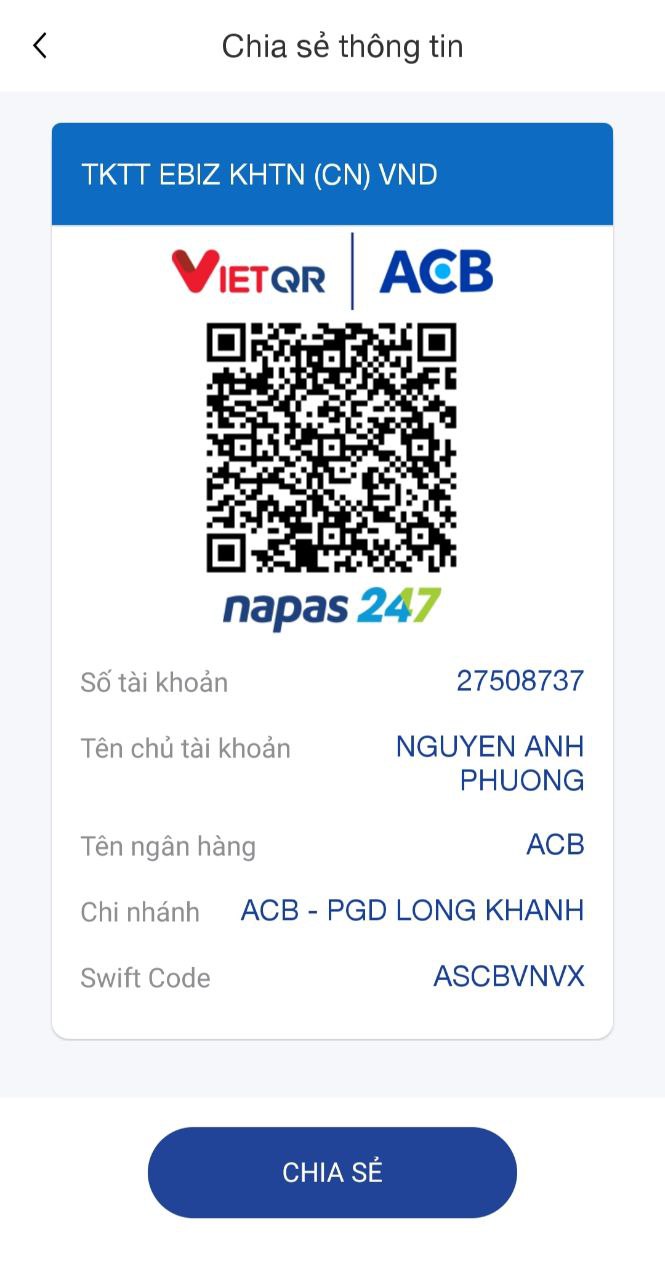 Chia sẻ thông tin
TKTT EBIZ KHTN (CN) VND
VIETQR ACB
napas 247
Số tài khoản 27508737
Tên chủ tài khoản NGUYEN ANH
PHUONG
Tên ngân hàng ACB
Chi nhánh ACB - PGD LONG KHANH
Swift Code ASCBVNVX
CHIA SẺ